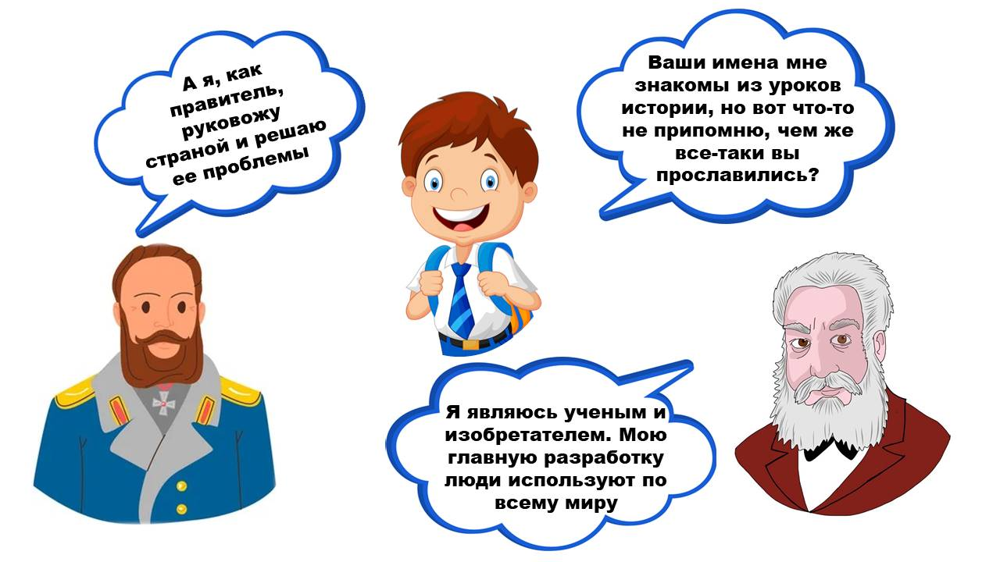 А я, как
правитель,
руковожу
страной и решаю
ее проблемы
Ваши имена мне
знакомы из уроков
истории, но вот что-то
не припомню, чем же
все-таки вы
прославились?
Я являюсь ученым и
изобретателем. Мою
главную разработку
люди используют по
всему миру